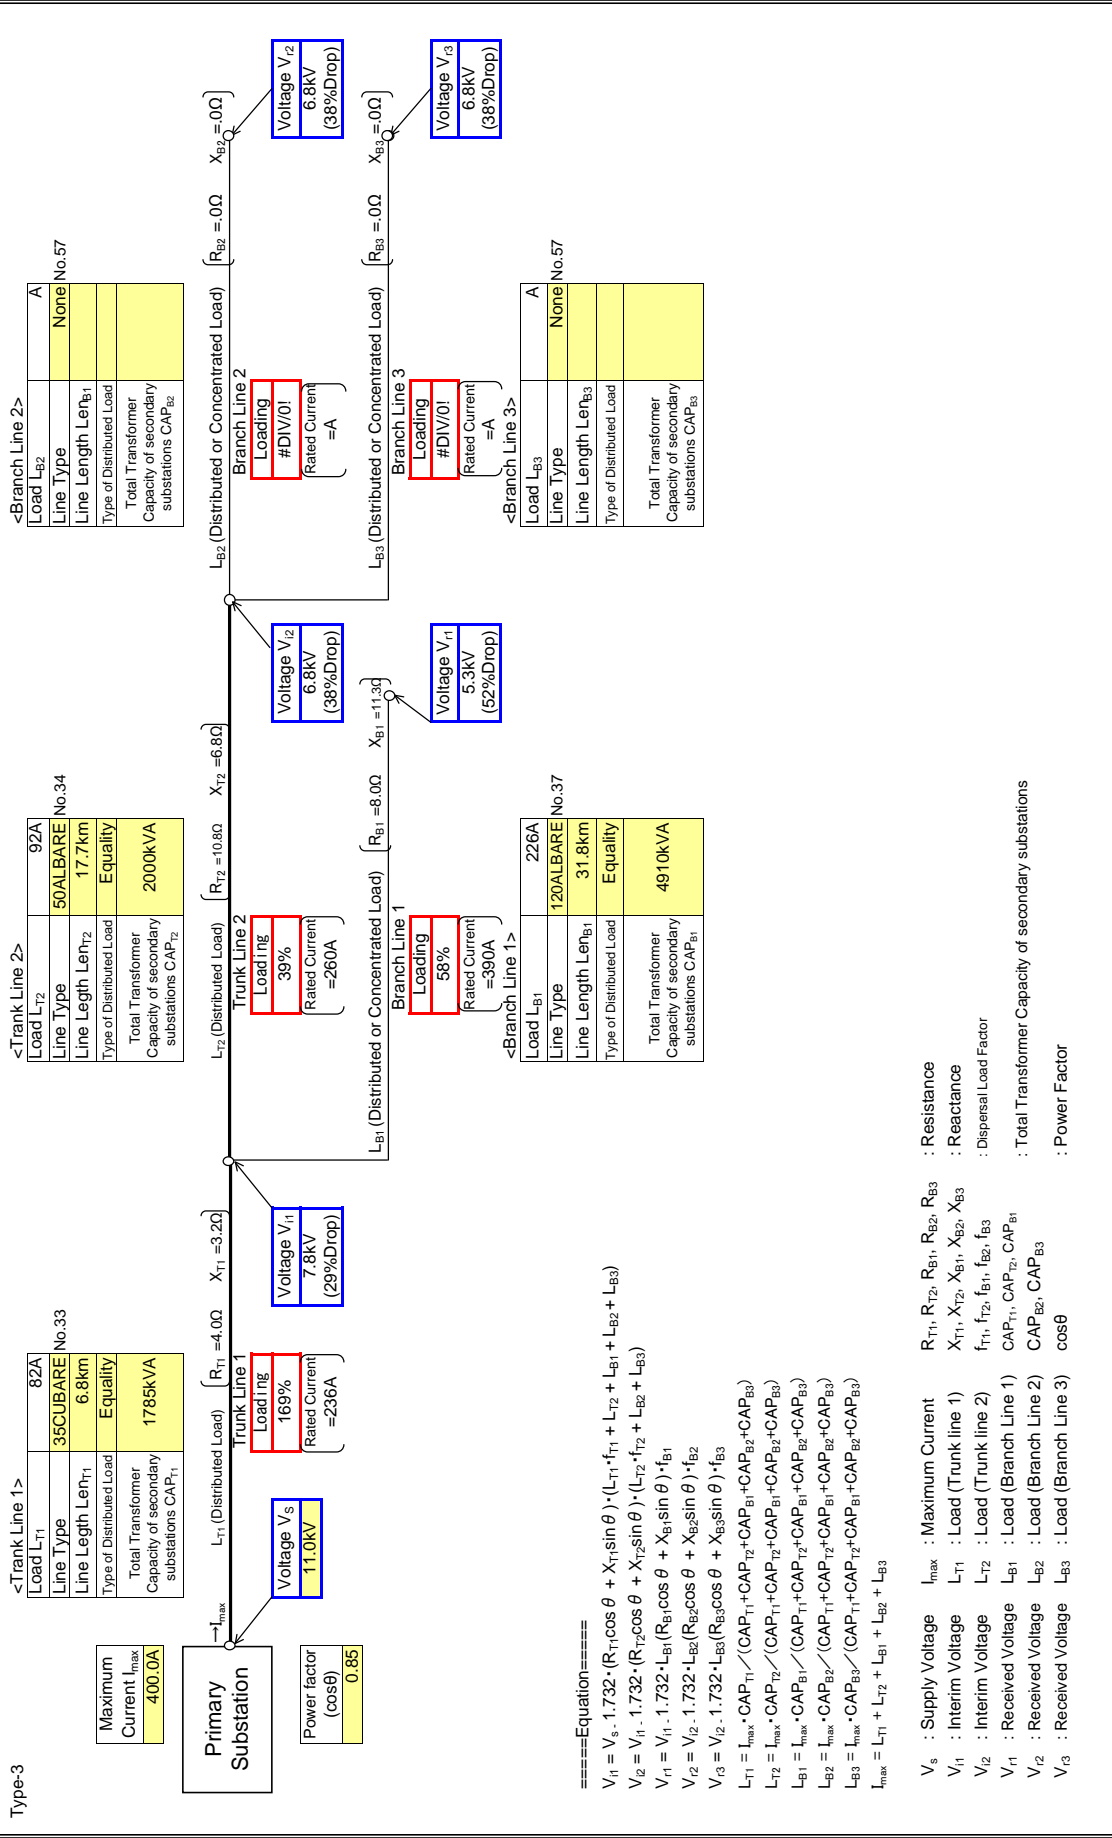 Type-3
Maximum
Current Imax
400.0A
Primary
Substation
Power factor
(cosθ)
0.85
→Imax
Voltage VS
11.0kV
<Trank Line 1>
Load LT1 82A
Line Type 35CUBARE No.33
Line Legth LenT1 6.8km
Type of Distributed Load Equality
Total Transformer
Capacity of secondary
substations CAPT1
1785kVA
LT1 (Distributed Load) RT1 =4.0Ω XT1 =3.2Ω
Trunk Line 1
Loading
169%
Rated Current
=236A
Voltage Vi1
7.8kV
(29%Drop)
<Trank Line 2>
Load LT2 92A
Line Type 50ALBARE No.34
Line Legth LenT2 17.7km
Type of Distributed Load Equality
Total Transformer
Capacity of secondary
substations CAPT2
2000kVA
LT2 (Distributed Load) RT2 =10.8Ω XT2 =6.8Ω
Trunk Line 2
Loading
39%
Rated Current
=260A
Voltage Vi2
6.8kV
(38%Drop)
LB1 (Distributed or Concentrated Load) RB1 =8.0Ω XB1 =11.3Ω
Branch Line 1
Loading
58%
Rated Current
=390A
Voltage Vr1
5.3kV
(52%Drop)
<Branch Line 1>
Load LB1 226A
Line Type 120ALBARE No.37
Line Length LenB1 31.8km
Type of Distributed Load Equality
Total Transformer
Capacity of secondary
substations CAPB1
4910kVA
<Branch Line 2>
Load LB2 A
Line Type None No.57
Line Length LenB1
Type of Distributed Load
Total Transformer
Capacity of secondary
substations CAPB2
LB2 (Distributed or Concentrated Load) RB2 =.0Ω XB2 =.0Ω
Branch Line 2
Loading
#DIV/0!
Rated Current
=A
Voltage Vr2
6.8kV
(38%Drop)
LB3 (Distributed or Concentrated Load) RB3 =.0Ω XB3 =.0Ω
Branch Line 3
Loading
#DIV/0!
Rated Current
=A
Voltage Vr3
6.8kV
(38%Drop)
<Branch Line 3>
Load LB3 A
Line Type None No.57
Line Length LenB3
Type of Distributed Load
Total Transformer
Capacity of secondary
substations CAPB3
=====Equation=====
Vi1 = VS - 1.732・(RT1cosθ + XT1sinθ)・(LT1・fT1 + LT2 + LB1 + LB2 + LB3)
Vi2 = Vi1 - 1.732・(RT2cosθ + XT2sinθ)・(LT2・fT2 + LB2 + LB3)
Vr1 = Vi1 - 1.732・LB1(RB1cosθ + XB1sinθ)・fB1
Vr2 = Vi2 - 1.732・LB2(RB2cosθ + XB2sinθ)・fB2
Vr3 = Vi2 - 1.732・LB3(RB3cosθ + XB3sinθ)・fB3
LT1 = Imax・CAPT1／(CAPT1+CAPT2+CAPB1+CAPB2+CAPB3)
LT2 = Imax・CAPT2／(CAPT1+CAPT2+CAPB1+CAPB2+CAPB3)
LB1 = Imax・CAPB1／(CAPT1+CAPT2+CAPB1+CAPB2+CAPB3)
LB2 = Imax・CAPB2／(CAPT1+CAPT2+CAPB1+CAPB2+CAPB3)
LB3 = Imax・CAPB3／(CAPT1+CAPT2+CAPB1+CAPB2+CAPB3)
Imax = LT1 + LT2 + LB1 + LB2 + LB3
Vs : Supply Voltage Imax : Maximum Current RT1, RT2, RB1, RB2, RB3 : Resistance
Vi1 : Interim Voltage LT1 : Load (Trunk line 1) XT1, XT2, XB1, XB2, XB3 : Reactance
Vi2 : Interim Voltage LT2 : Load (Trunk line 2) fT1, fT2, fB1, fB2, fB3 : Dispersal Load Factor
Vr1 : Received Voltage LB1 : Load (Branch Line 1) CAPT1, CAPT2, CAPB1 : Total Transformer Capacity of secondary substations
Vr2 : Received Voltage LB2 : Load (Branch Line 2) CAPB2, CAPB3
Vr3 : Received Voltage LB3 : Load (Branch Line 3) cosθ : Power Factor